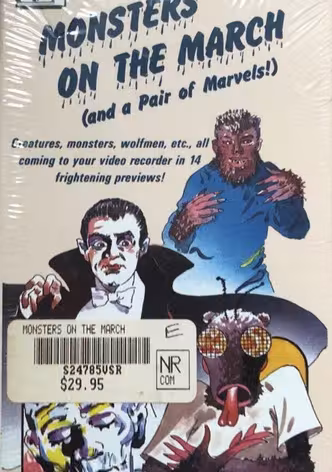 MONSTERS
ON THE MARCH
(and a Pair of Marvels!)
Creatures, monsters, wolfmen, etc., all
coming to your video recorder in 14
frightening previews!
MONSTERS ON THE MARCH
E
S24785VSR
$29.95
NR
COM